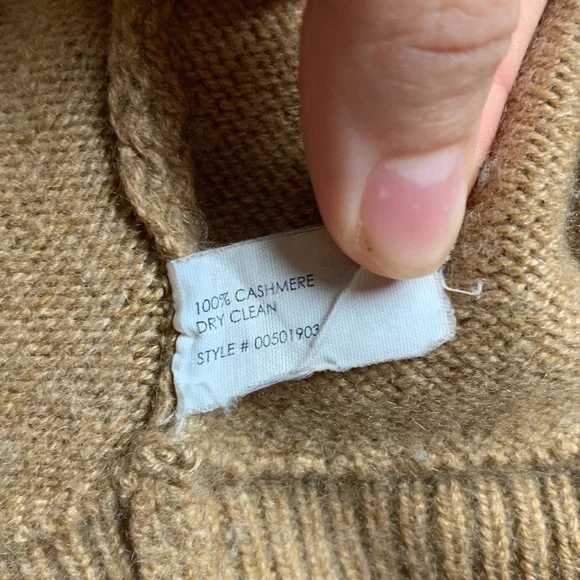 100% CASHMERE
DRY CLEAN
STYLE # 00501903